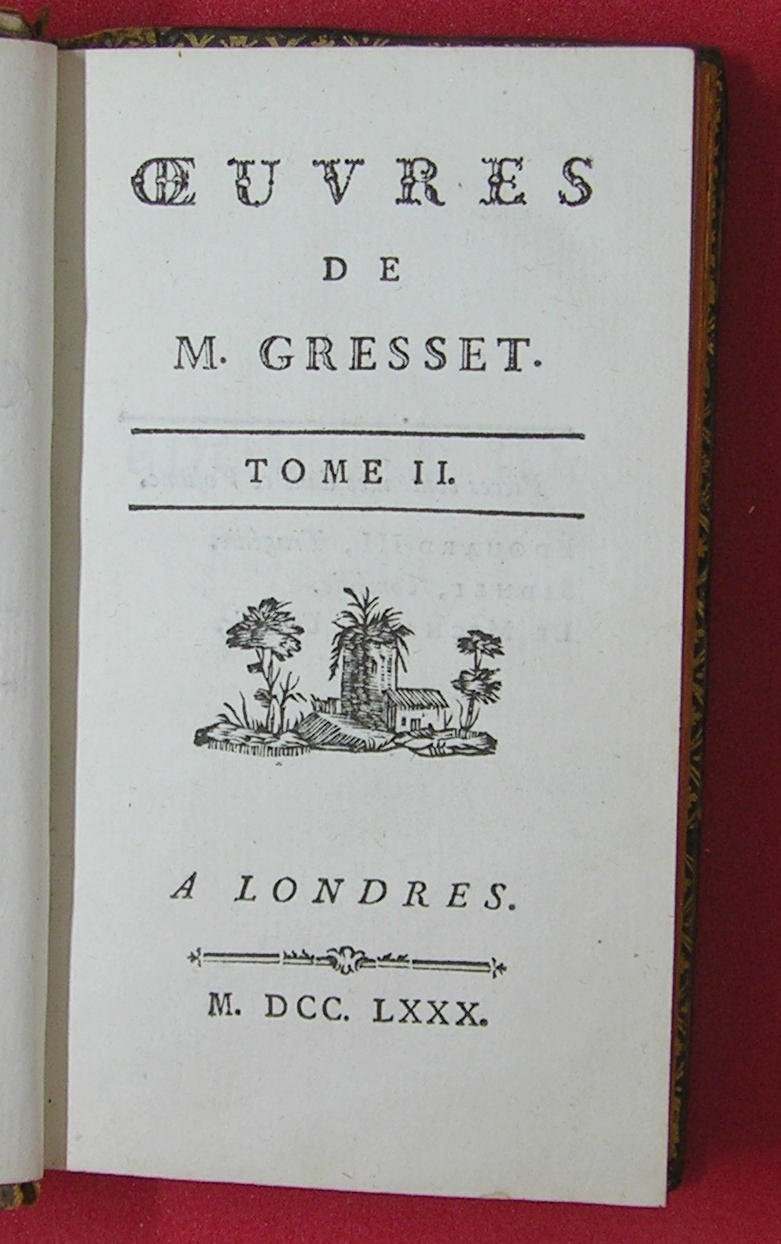 ŒUVRES
DE
M. GRESSET.
TOME II.
A LONDRES.
M. DCC. LXXX.